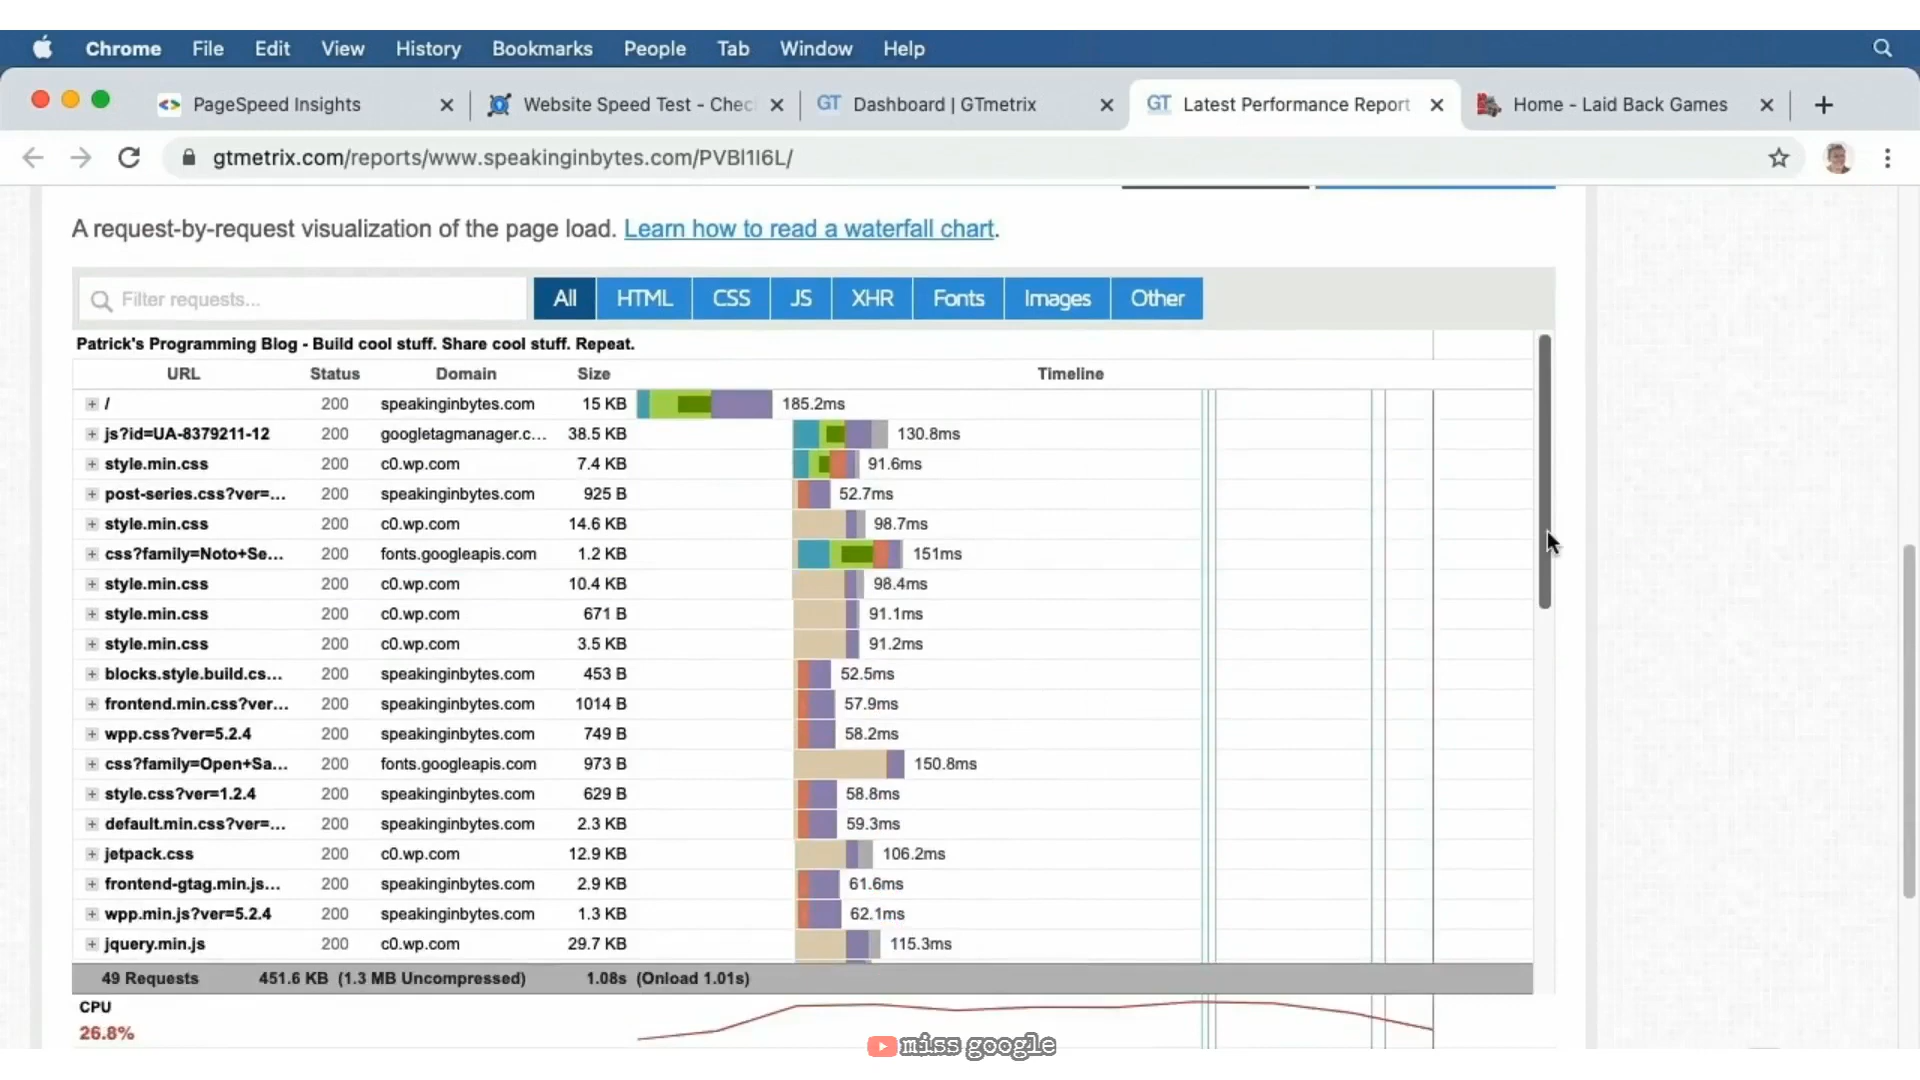 Chrome File Edit View History Bookmarks People Tab Window Help
PageSpeed Insights Website Speed Test - Chec GT Dashboard | GTmetrix GT Latest Performance Report Home - Laid Back Games
gtmetrix.com/reports/www.speakinginbytes.com/PVBl1I6L/
A request-by-request visualization of the page load. Learn how to read a waterfall chart.
Filter requests... All HTML CSS JS XHR Fonts Images Other
Patrick's Programming Blog - Build cool stuff. Share cool stuff. Repeat.
URL Status Domain Size Timeline
/ 200 speakinginbytes.com 15 KB 185.2ms
js?id=UA-8379211-12 200 googletagmanager.c... 38.5 KB 130.8ms
style.min.css 200 c0.wp.com 7.4 KB 91.6ms
post-series.css?ver=... 200 speakinginbytes.com 925 B 52.7ms
style.min.css 200 c0.wp.com 14.6 KB 98.7ms
css?family=Noto+Se... 200 fonts.googleapis.com 1.2 KB 151ms
style.min.css 200 c0.wp.com 10.4 KB 98.4ms
style.min.css 200 c0.wp.com 671 B 91.1ms
style.min.css 200 c0.wp.com 3.5 KB 91.2ms
blocks.style.build.cs... 200 speakinginbytes.com 453 B 52.5ms
frontend.min.css?ver... 200 speakinginbytes.com 1014 B 57.9ms
wpp.css?ver=5.2.4 200 speakinginbytes.com 749 B 58.2ms
css?family=Open+Sa... 200 fonts.googleapis.com 973 B 150.8ms
style.css?ver=1.2.4 200 speakinginbytes.com 629 B 58.8ms
default.min.css?ver=... 200 speakinginbytes.com 2.3 KB 59.3ms
jetpack.css 200 c0.wp.com 12.9 KB 106.2ms
frontend-gtag.min.js... 200 speakinginbytes.com 2.9 KB 61.6ms
wpp.min.js?ver=5.2.4 200 speakinginbytes.com 1.3 KB 62.1ms
jquery.min.js 200 c0.wp.com 29.7 KB 115.3ms
49 Requests 451.6 KB (1.3 MB Uncompressed) 1.08s (Onload 1.01s)
CPU
26.8%
miss google